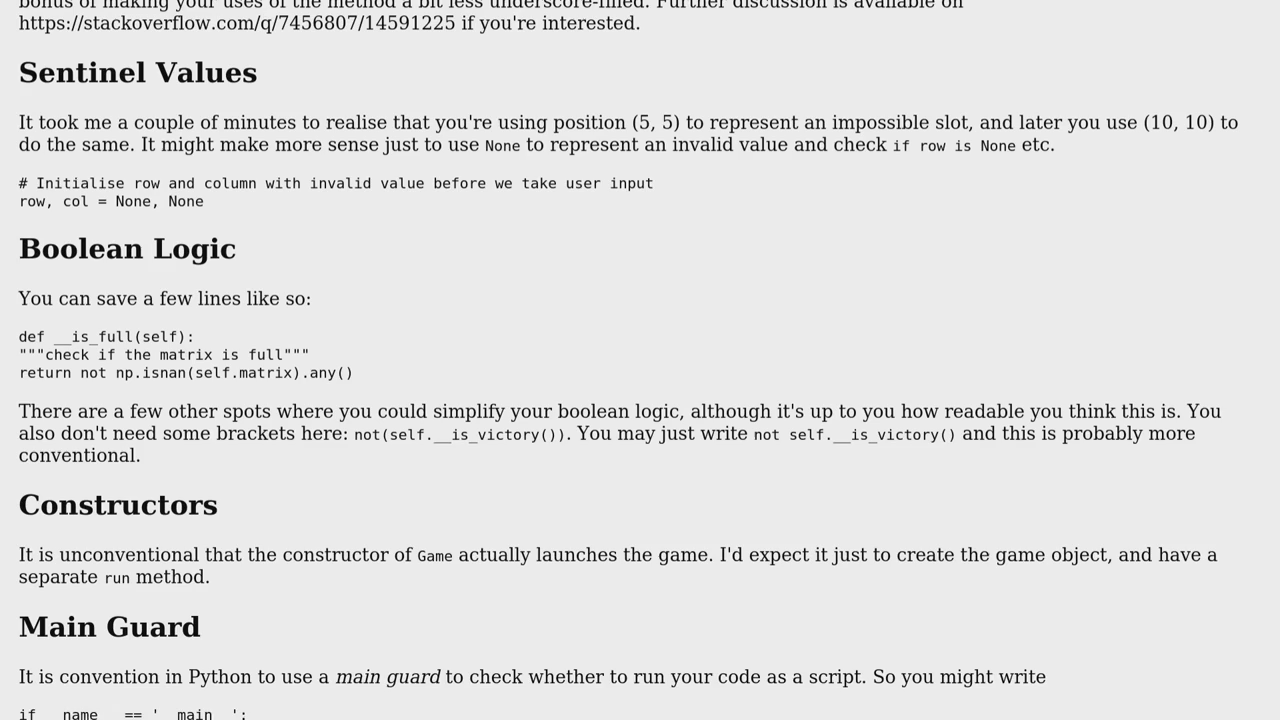 bonus of making your uses of the method a bit less underscore-filled. Further discussion is available on
https://stackoverflow.com/q/7456807/14591225 if you're interested.
Sentinel Values
It took me a couple of minutes to realise that you're using position (5, 5) to represent an impossible slot, and later you use (10, 10) to
do the same. It might make more sense just to use None to represent an invalid value and check if row is None etc.
# Initialise row and column with invalid value before we take user input
row, col = None, None
Boolean Logic
You can save a few lines like so:
def __is_full(self):
"""check if the matrix is full"""
return not np.isnan(self.matrix).any()
There are a few other spots where you could simplify your boolean logic, although it's up to you how readable you think this is. You
also don't need some brackets here: not(self.__is_victory()). You may just write not self.__is_victory() and this is probably more
conventional.
Constructors
It is unconventional that the constructor of Game actually launches the game. I'd expect it just to create the game object, and have a
separate run method.
Main Guard
It is convention in Python to use a main guard to check whether to run your code as a script. So you might write
if __name__ == '__main__':